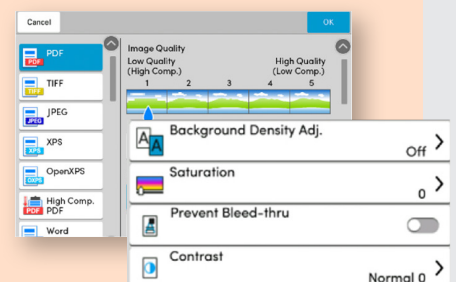 Cancel
OK
PDF
PDF
TIFF
TIFF
JPEG
JPEG
XPS
XPS
OpenXPS
OXPS
High Comp.
PDF
PDF
Word
Image Quality
Low Quality
(High Comp.)
High Quality
(Low Comp.)
1 2 3 4 5
Background Density Adj.
Off
Saturation
0
Prevent Bleed-thru
Contrast
Normal 0